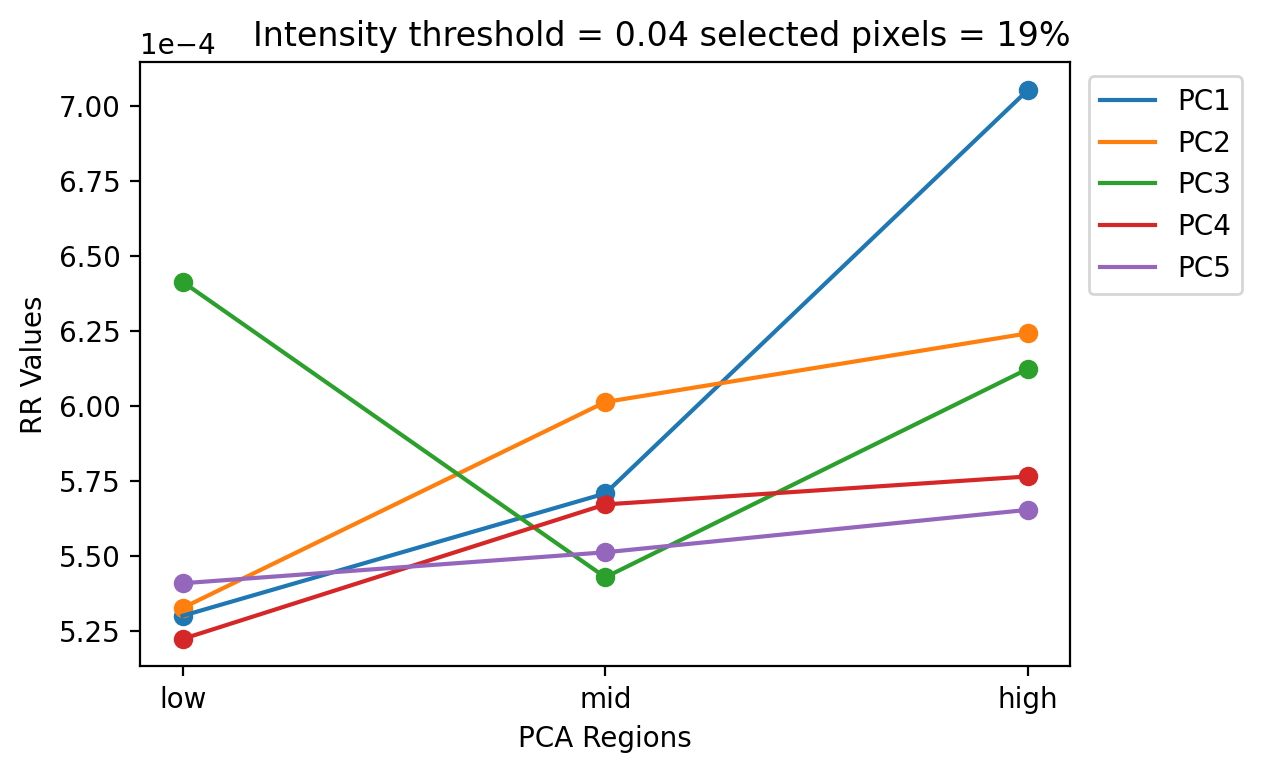 Intensity threshold = 0.04 selected pixels = 19%
1e−4
7.00
6.75
6.50
6.25
6.00
5.75
5.50
5.25
RR Values
low
mid
high
PCA Regions
PC1
PC2
PC3
PC4
PC5